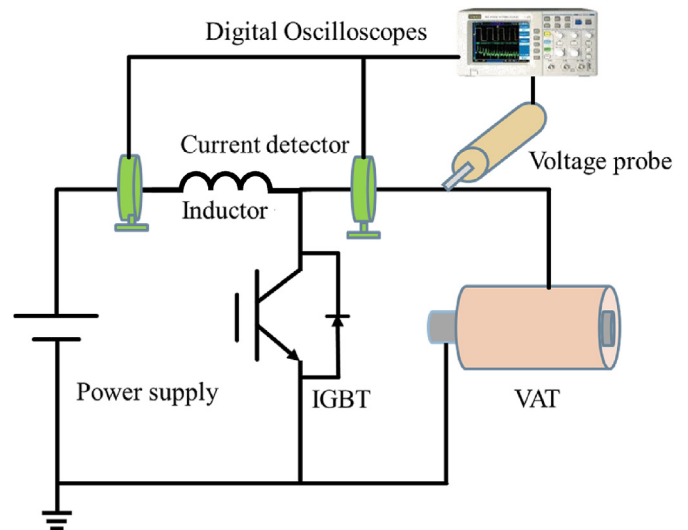 Digital Oscilloscopes
Current detector
Voltage probe
Inductor
Power supply
IGBT
VAT